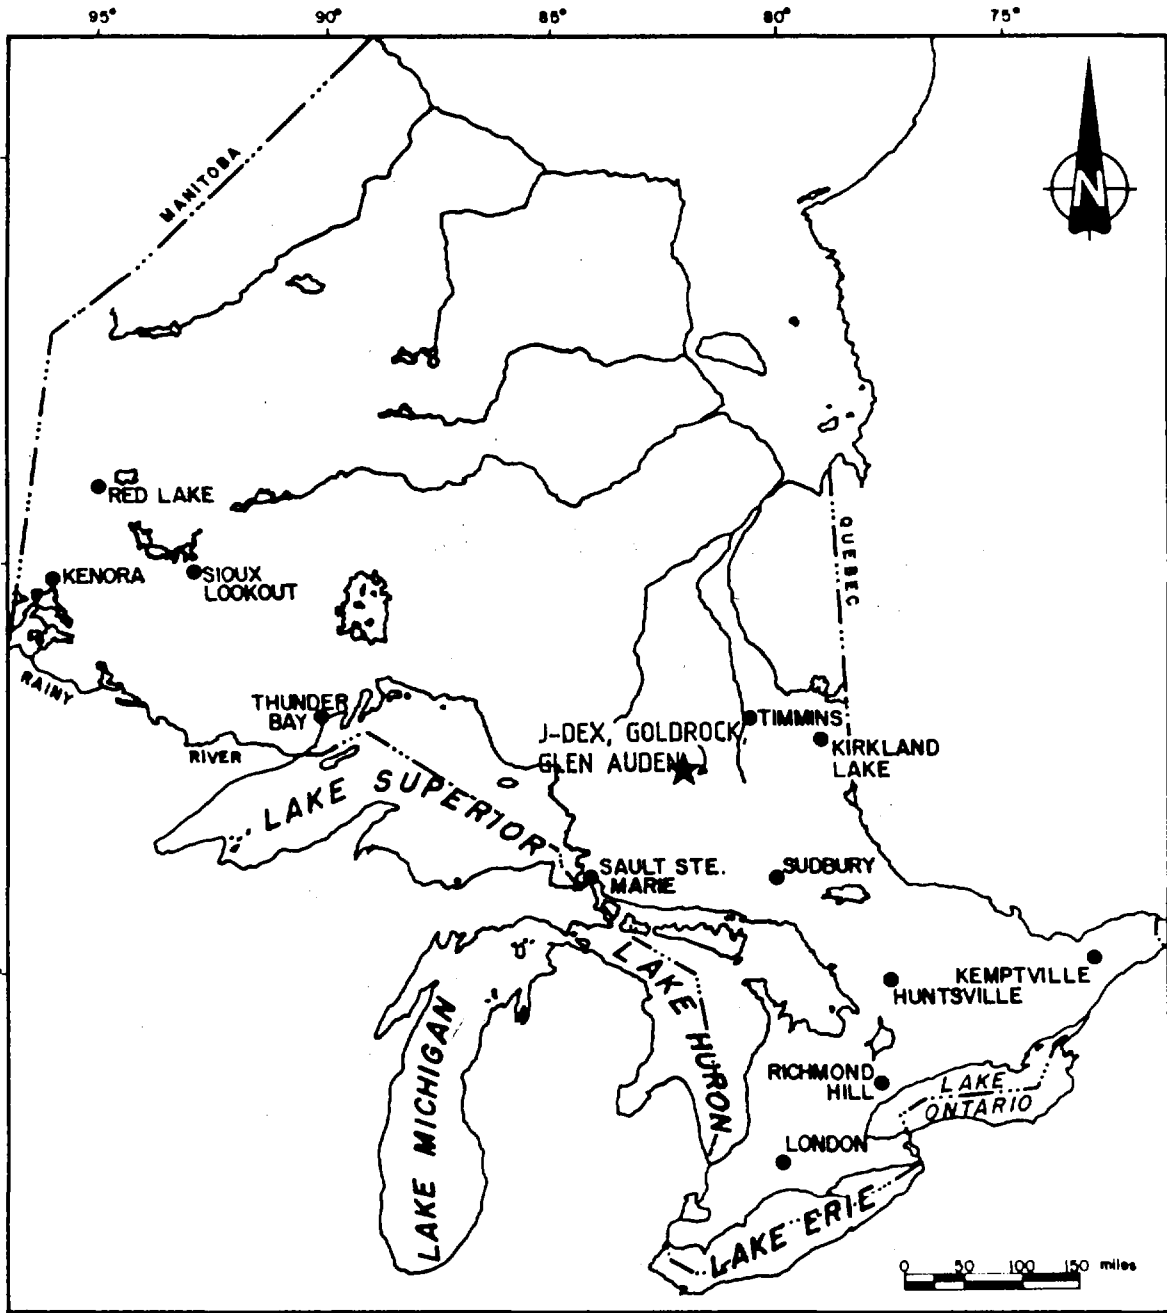 95° 90° 85° 80° 75°
MANITOBA
N
RED LAKE
QUEBEC
KENORA
SIOUX
LOOKOUT
RAINY
THUNDER
BAY
RIVER
J-DEX, GOLDROCK,
GLEN AUDEN
TIMMINS
KIRKLAND
LAKE
LAKE SUPERIOR
SAULT STE.
MARIE
SUDBURY
LAKE HURON
KEMPTVILLE
HUNTSVILLE
LAKE MICHIGAN
RICHMOND
HILL
LAKE
ONTARIO
LONDON
LAKE ERIE
0 50 100 150 miles